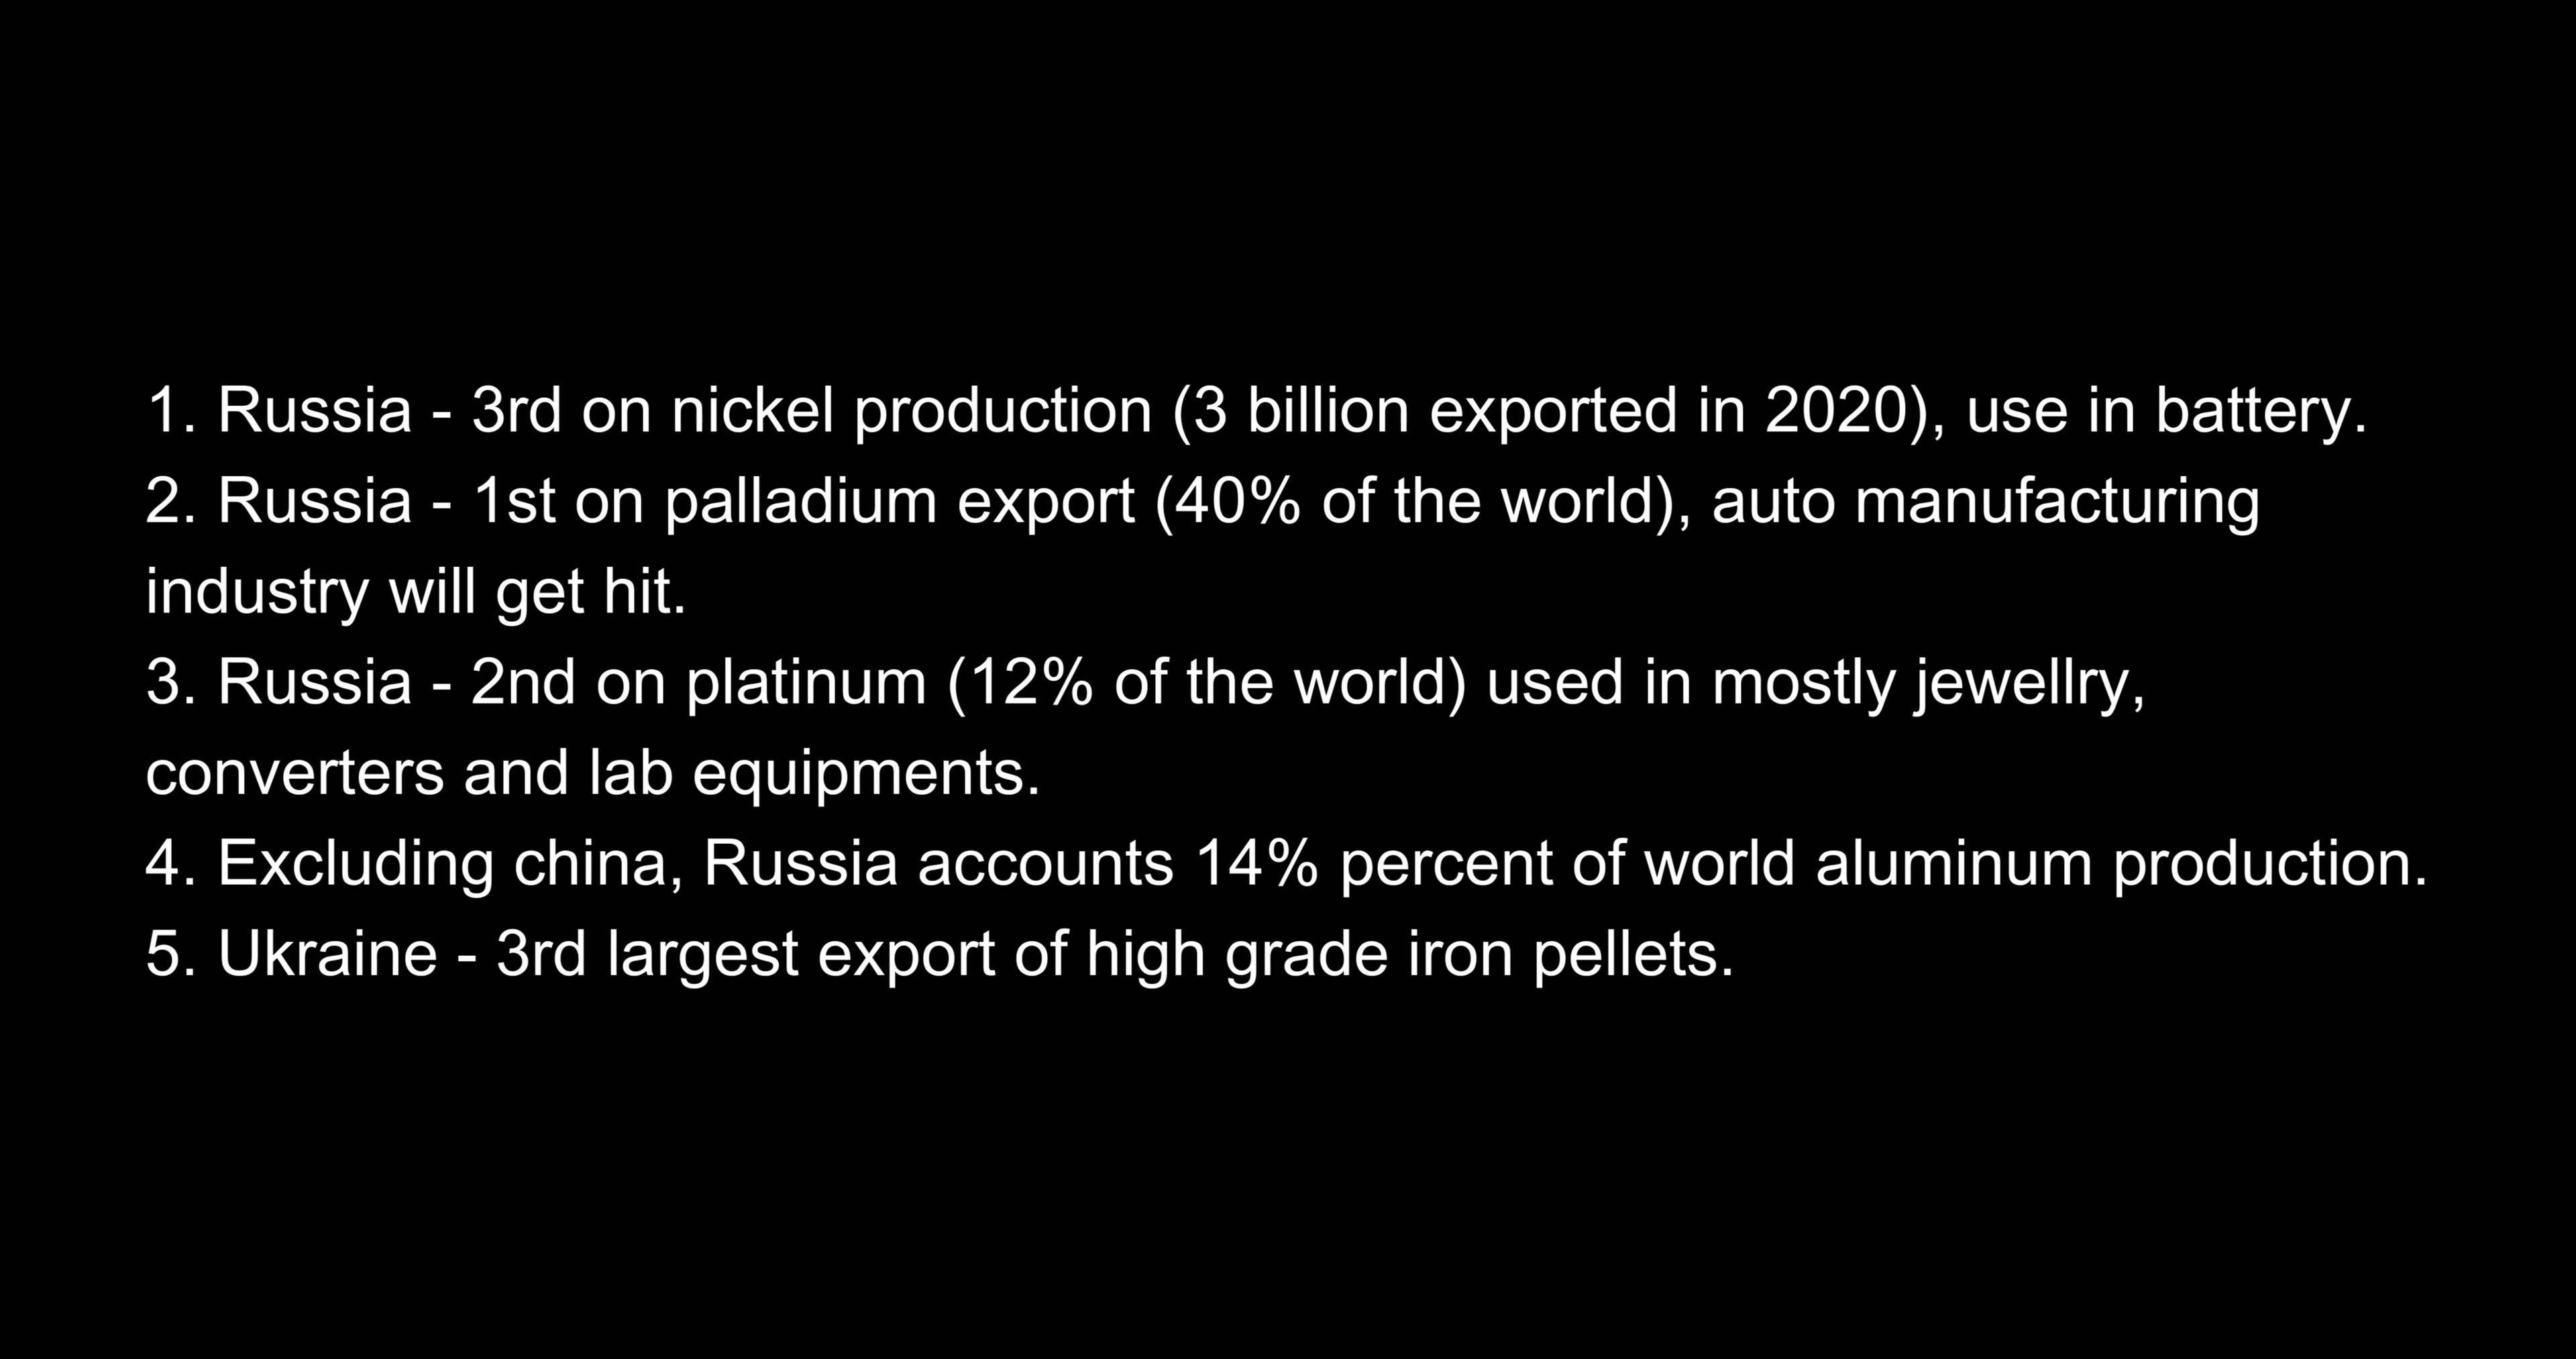 1. Russia - 3rd on nickel production (3 billion exported in 2020), use in battery.
2. Russia - 1st on palladium export (40% of the world), auto manufacturing
industry will get hit.
3. Russia - 2nd on platinum (12% of the world) used in mostly jewellry,
converters and lab equipments.
4. Excluding china, Russia accounts 14% percent of world aluminum production.
5. Ukraine - 3rd largest export of high grade iron pellets.